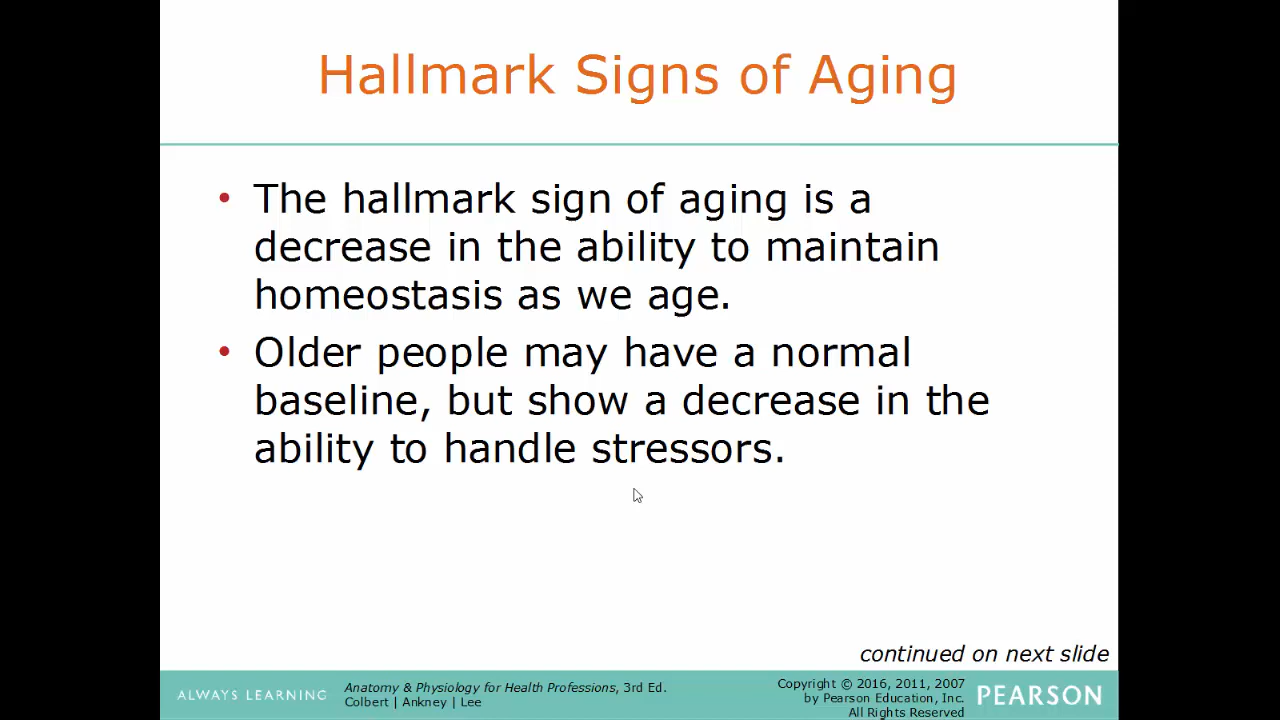 Hallmark Signs of Aging
• The hallmark sign of aging is a
decrease in the ability to maintain
homeostasis as we age.
• Older people may have a normal
baseline, but show a decrease in the
ability to handle stressors.
continued on next slide
ALWAYS LEARNING
Anatomy & Physiology for Health Professions, 3rd Ed.
Colbert | Ankney | Lee
Copyright © 2016, 2011, 2007
by Pearson Education, Inc.
All Rights Reserved
PEARSON